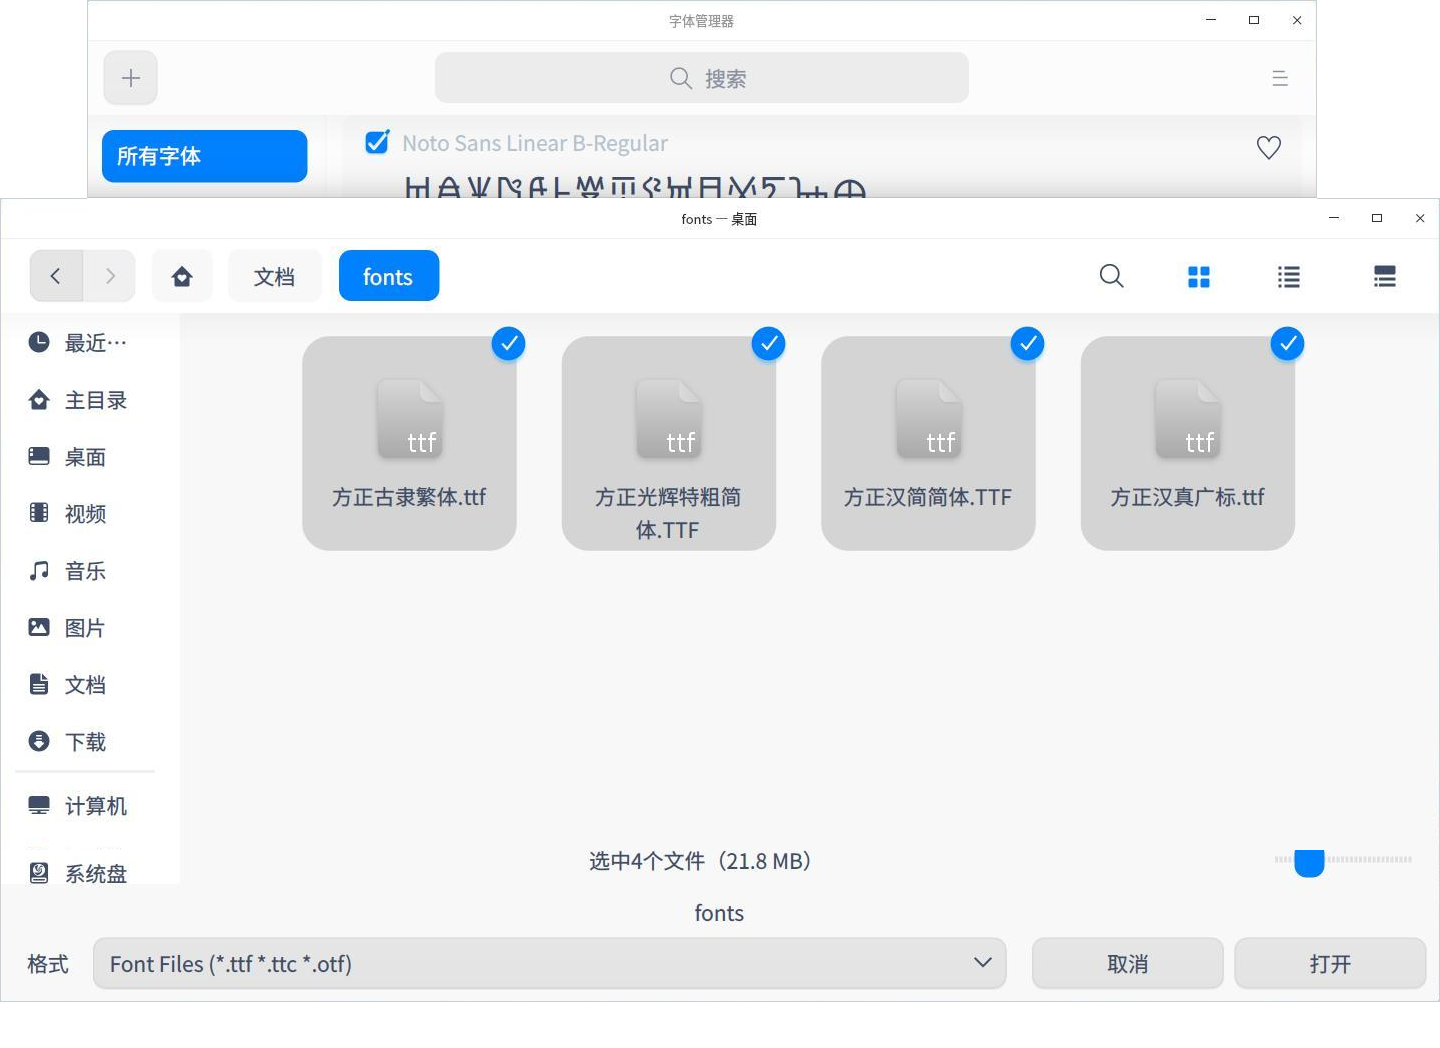 字体管理器
搜索
所有字体
Noto Sans Linear B-Regular
fonts — 桌面
文档
fonts
最近…
主目录
桌面
视频
音乐
图片
文档
下载
计算机
系统盘
方正古隶繁体.ttf
方正光辉特粗简
体.TTF
方正汉简简体.TTF
方正汉真广标.ttf
ttf
ttf
ttf
ttf
选中4个文件（21.8 MB）
fonts
格式
Font Files (*.ttf *.ttc *.otf)
取消
打开